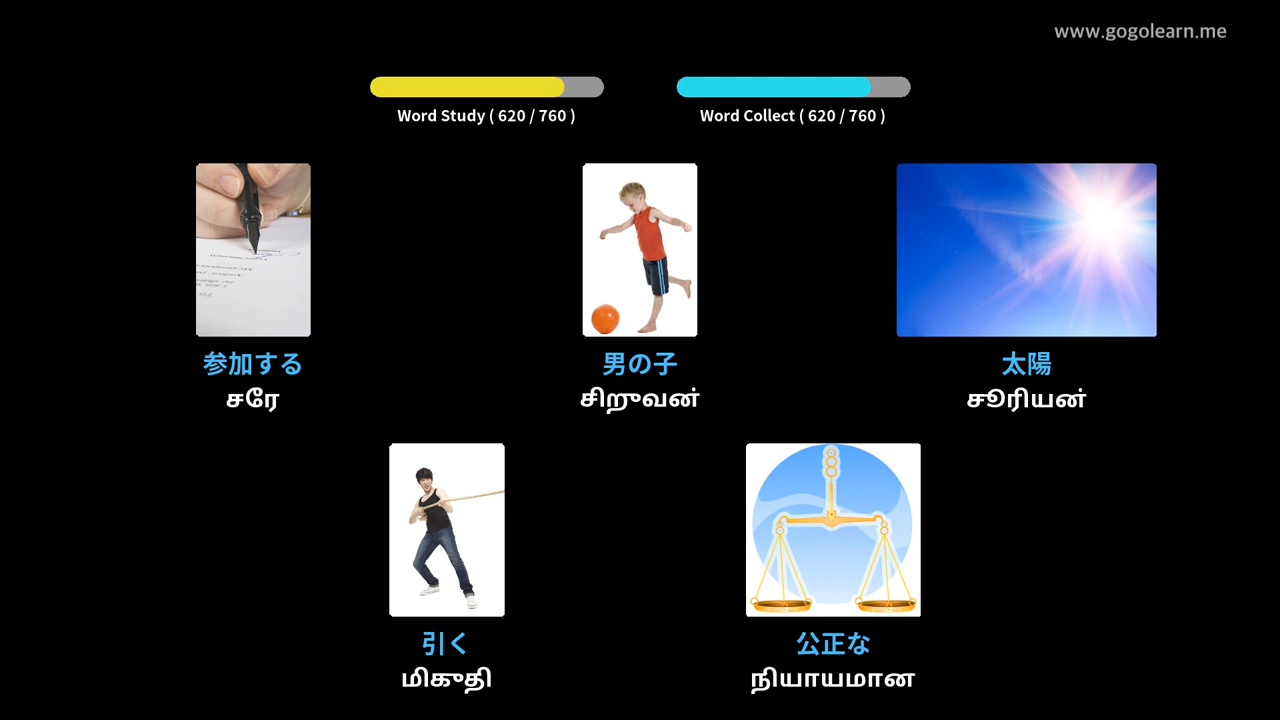 www.gogolearn.me
Word Study ( 620 / 760 )
Word Collect ( 620 / 760 )
参加する
சரே
男の子
சிறுவன்
太陽
சூரியன்
引く
மிகுதி
公正な
நியாயமான